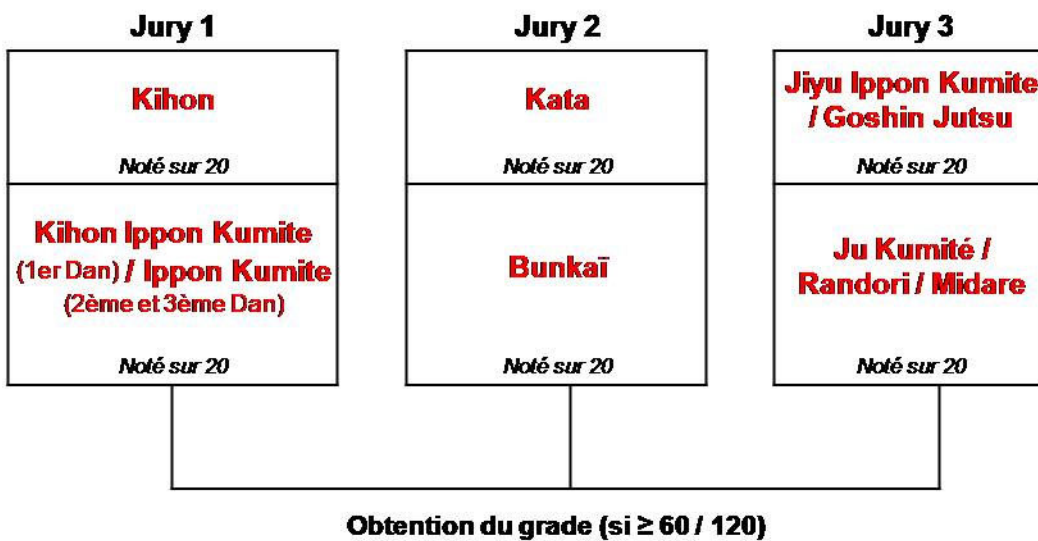 Jury 1
Kihon
Noté sur 20
Kihon Ippon Kumite
(1er Dan) / Ippon Kumite
(2ème et 3ème Dan)
Noté sur 20
Jury 2
Kata
Noté sur 20
Bunkaï
Noté sur 20
Jury 3
Jiyu Ippon Kumite
/ Goshin Jutsu
Noté sur 20
Ju Kumité /
Randori / Midare
Noté sur 20
Obtention du grade (si ≥ 60 / 120)